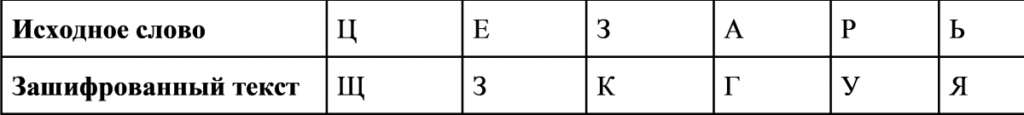 Исходное слово Ц Е З А Р Ь
Зашифрованный текст Щ З К Г У Я